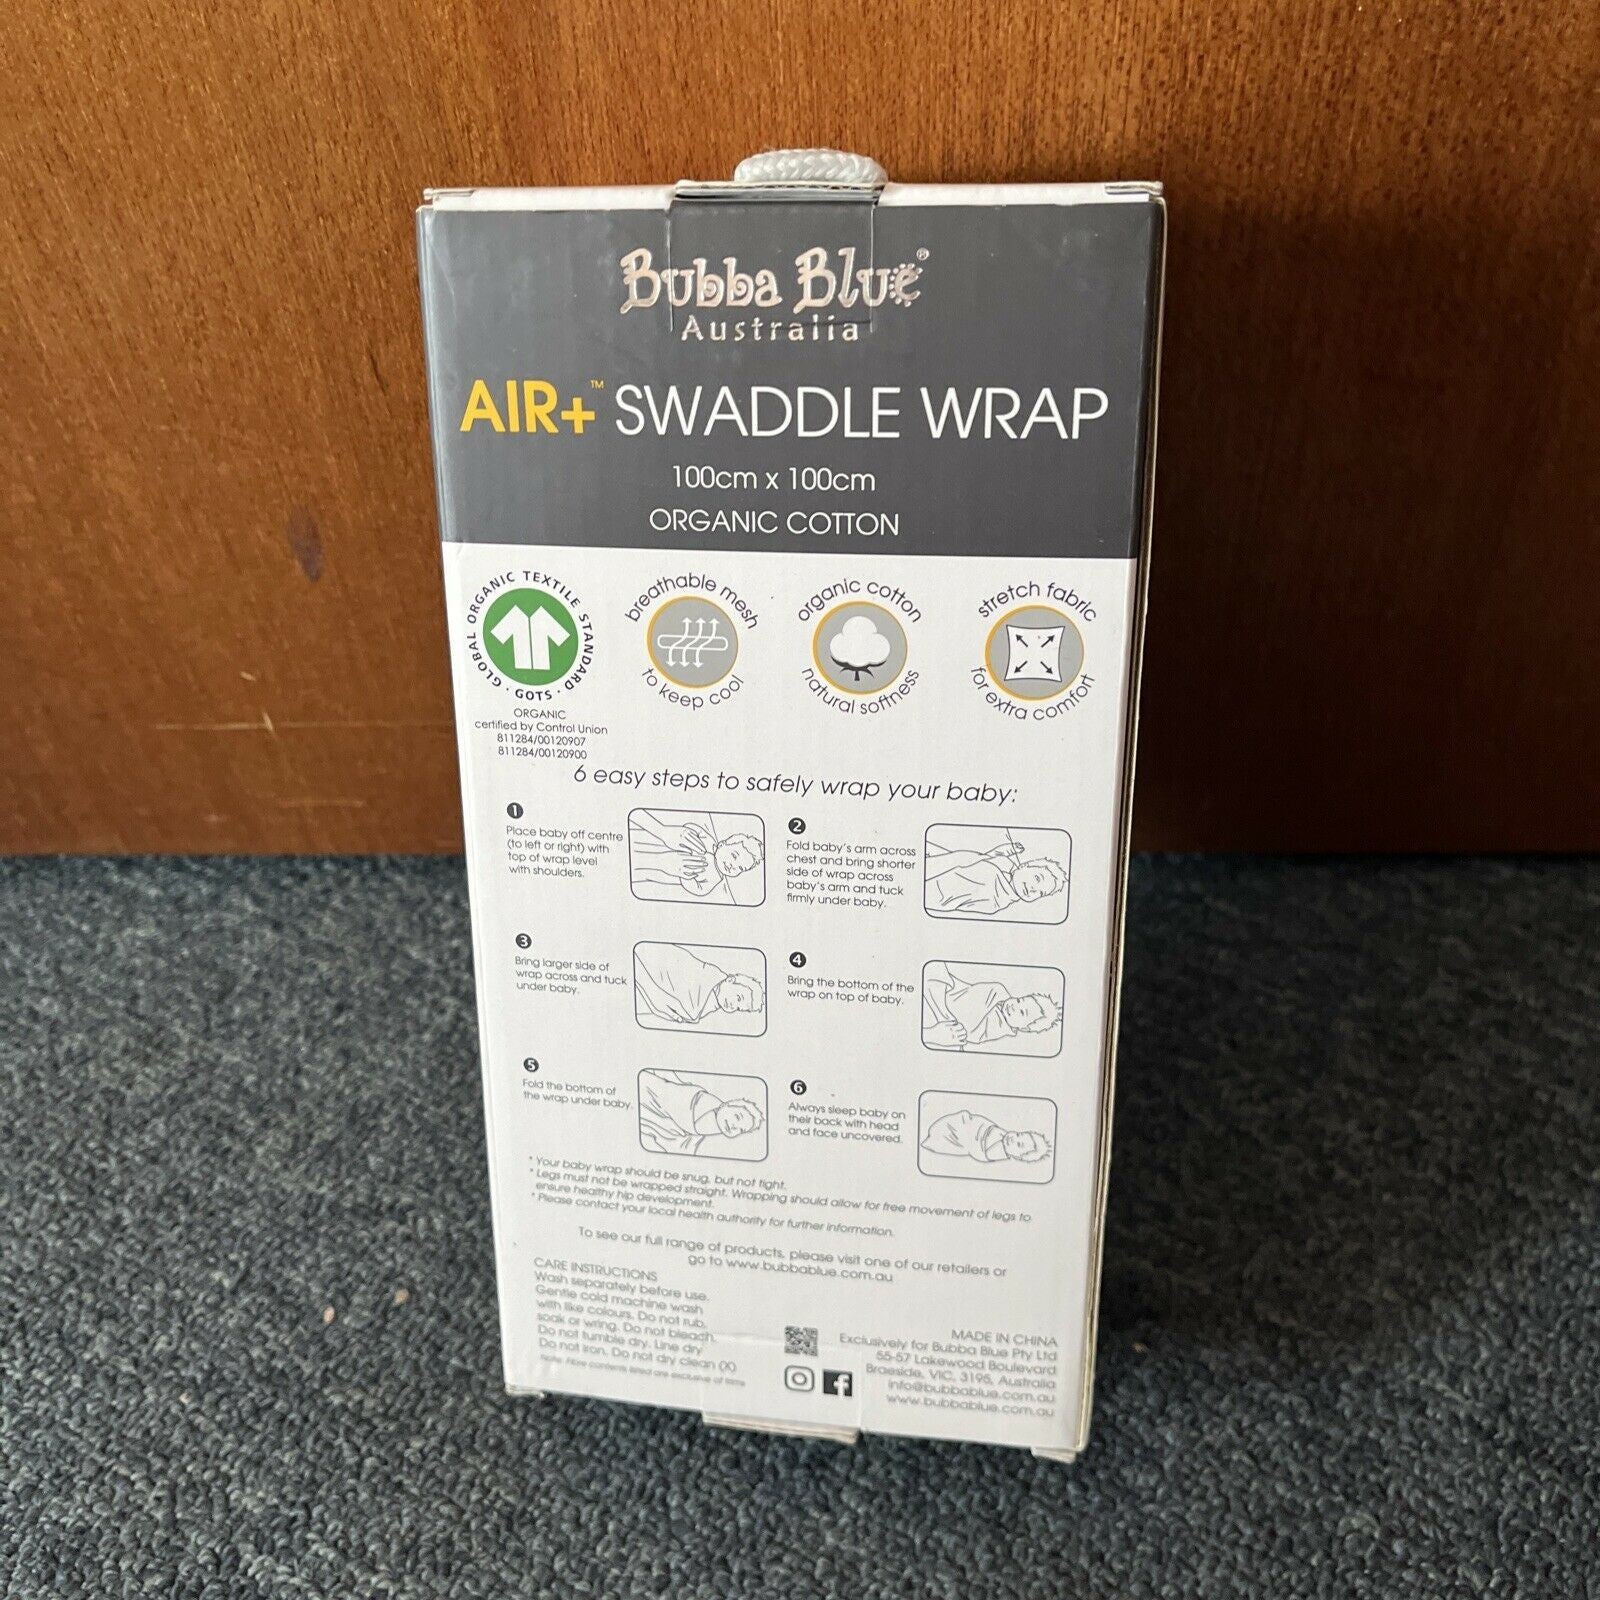 Bubba Blue®
Australia
AIR+™ SWADDLE WRAP
100cm x 100cm
ORGANIC COTTON
GLOBAL ORGANIC TEXTILE STANDARD · GOTS ·
ORGANIC
certified by Control Union
811284/00120907
811284/00120900
breathable mesh
to keep cool
organic cotton
natural softness
stretch fabric
for extra comfort
6 easy steps to safely wrap your baby:
1
Place baby off centre
(to left or right) with
top of wrap level
with shoulders.
2
Fold baby's arm across
chest and bring shorter
side of wrap across
baby's arm and tuck
firmly under baby.
3
Bring larger side of
wrap across and tuck
under baby.
4
Bring the bottom of the
wrap on top of baby.
5
Fold the bottom of
the wrap under baby.
6
Always sleep baby on
their back with head
and face uncovered.
* Your baby wrap should be snug, but not tight.
* Legs must not be wrapped straight. Wrapping should allow for free movement of legs to
ensure healthy hip development.
* Please contact your local health authority for further information.
To see our full range of products, please visit one of our retailers or
go to www.bubbablue.com.au
CARE INSTRUCTIONS
Wash separately before use.
Gentle cold machine wash
with like colours. Do not rub,
soak or wring. Do not bleach.
Do not tumble dry. Line dry
Do not iron. Do not dry clean (X)
Note: Fibre contents listed are exclusive of trims
MADE IN CHINA
Exclusively for Bubba Blue Pty Ltd
55-57 Lakewood Boulevard
Braeside, VIC, 3195, Australia
info@bubbablue.com.au
www.bubbablue.com.au